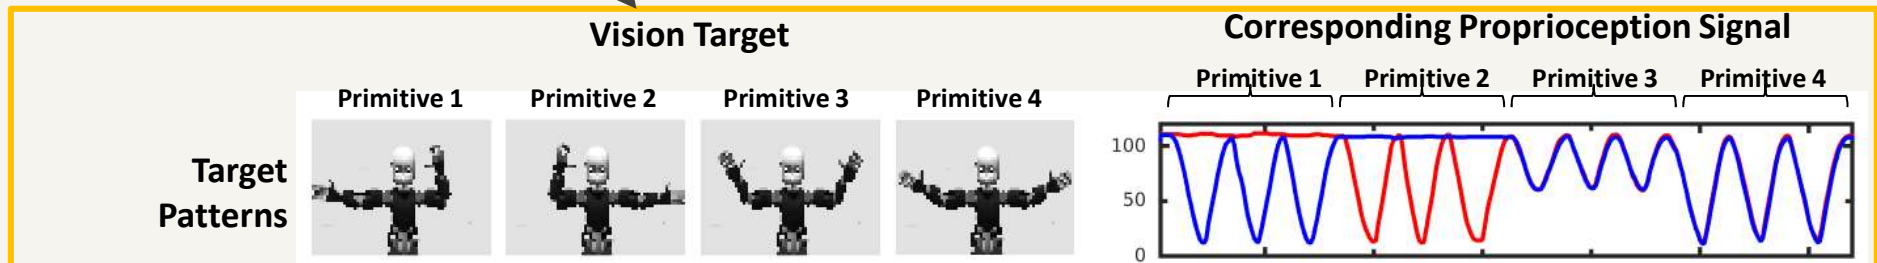 Vision Target
Corresponding Proprioception Signal
Primitive 1 Primitive 2 Primitive 3 Primitive 4
Primitive 1 Primitive 2 Primitive 3 Primitive 4
Target
Patterns
100
50
0